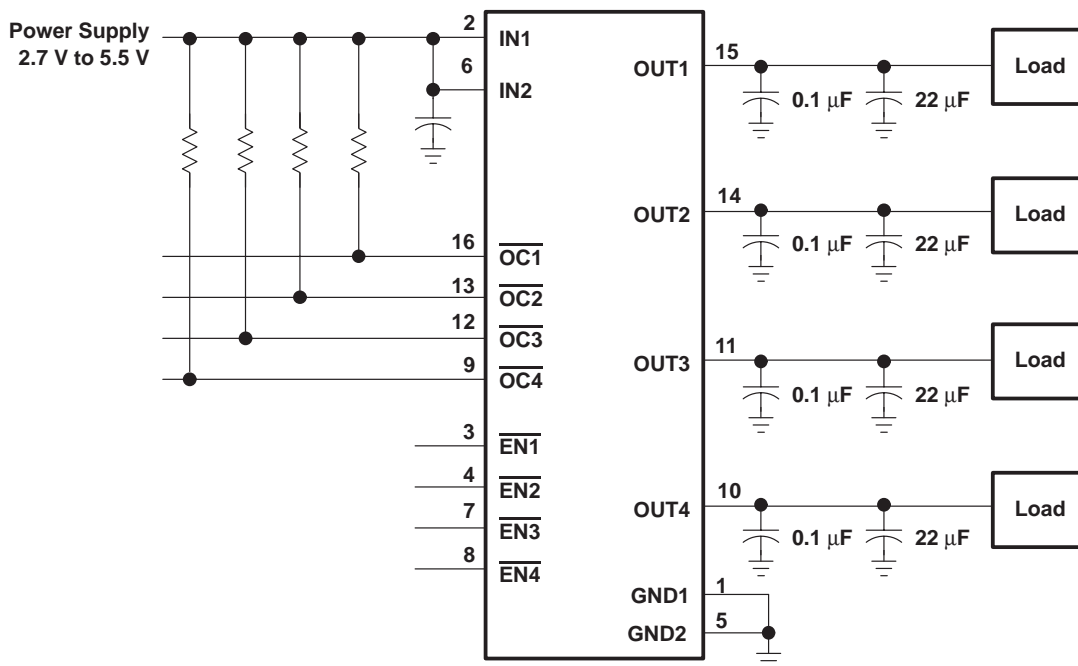 Power Supply
2.7 V to 5.5 V
2
IN1
6
IN2
16
OC1
13
OC2
12
OC3
9
OC4
3
EN1
4
EN2
7
EN3
8
EN4
OUT1
15
0.1 μF
22 μF
Load
OUT2
14
0.1 μF
22 μF
Load
OUT3
11
0.1 μF
22 μF
Load
OUT4
10
0.1 μF
22 μF
Load
GND1
1
GND2
5